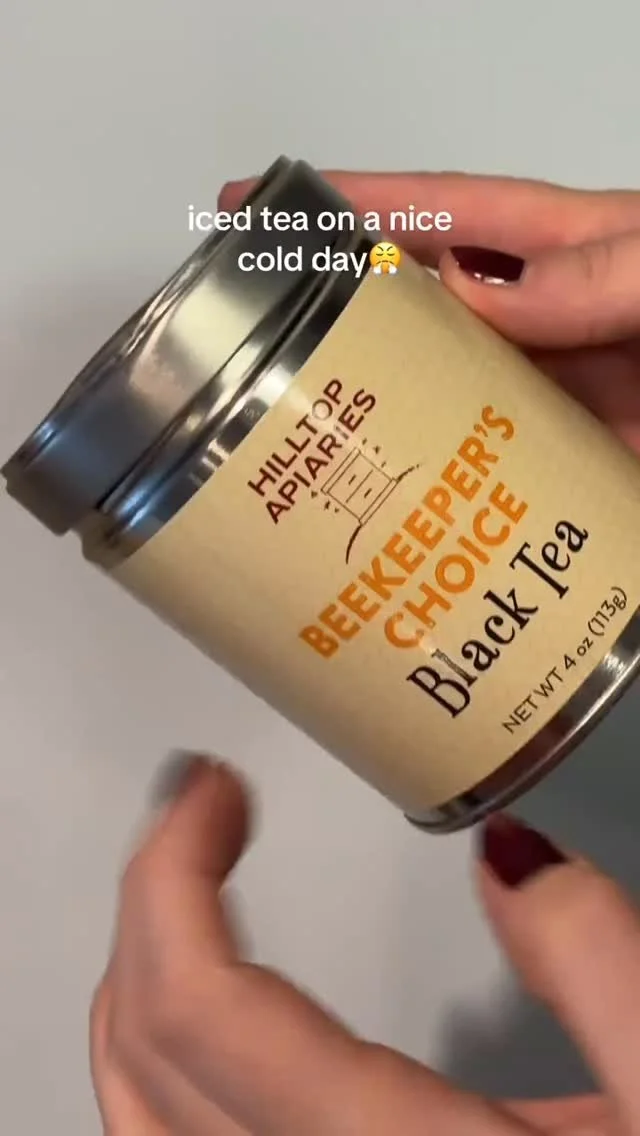 iced tea on a nice
cold day😤
HILLTOP
APIARIES
BEEKEEPER'S
CHOICE
Black Tea
NET WT 4 oz (113g)